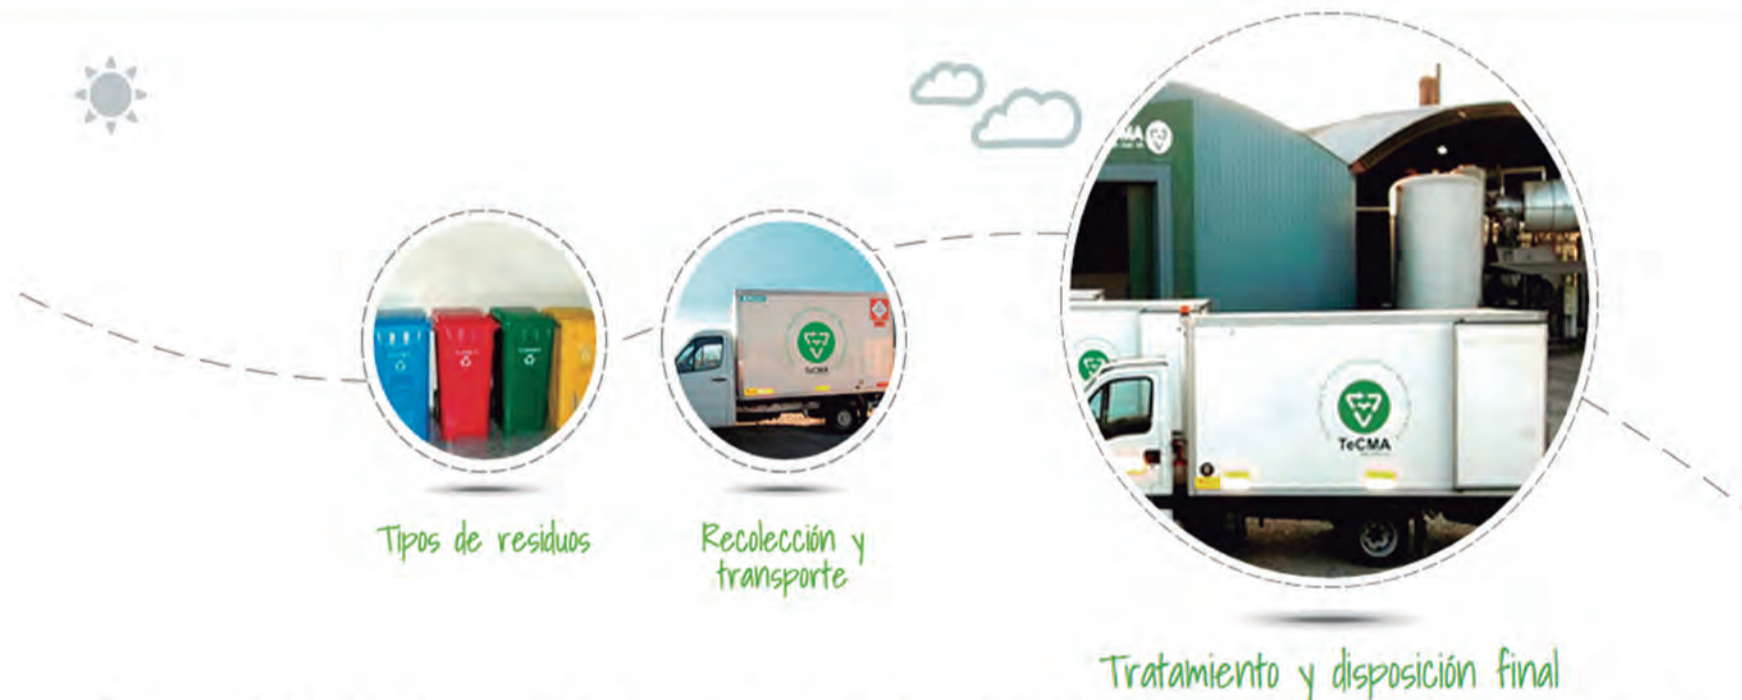 Tipos de residuos
Recolección y
transporte
TeCMA
TeCMA
Tratamiento y disposición final